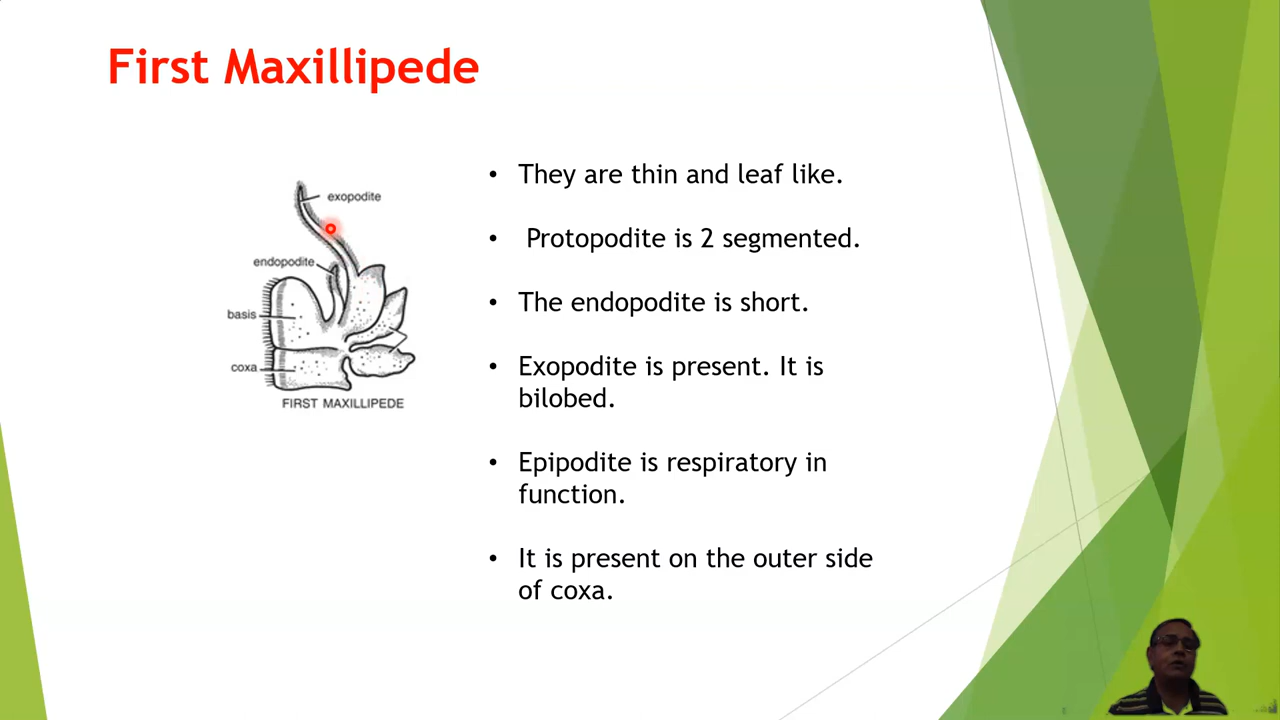 First Maxillipede
exopodite
endopodite
basis
coxa
FIRST MAXILLIPEDE
• They are thin and leaf like.
• Protopodite is 2 segmented.
• The endopodite is short.
• Exopodite is present. It is
bilobed.
• Epipodite is respiratory in
function.
• It is present on the outer side
of coxa.